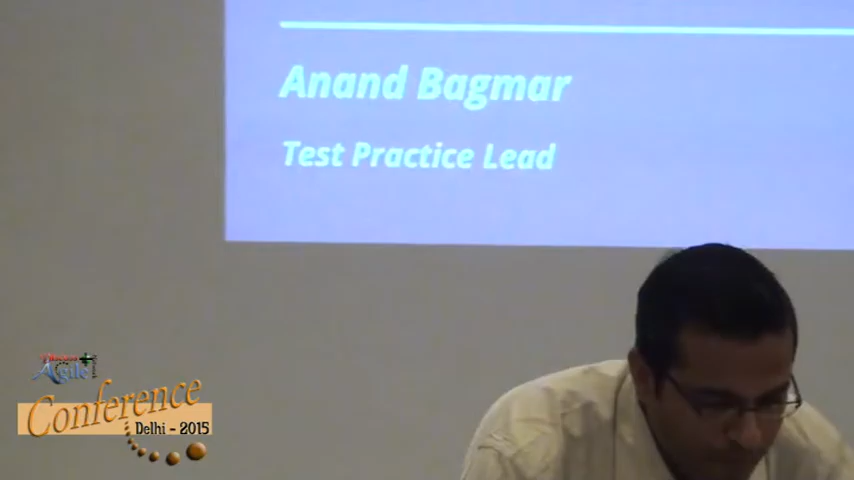 Anand Bagmar
Test Practice Lead
Agile
Conference
Delhi - 2015